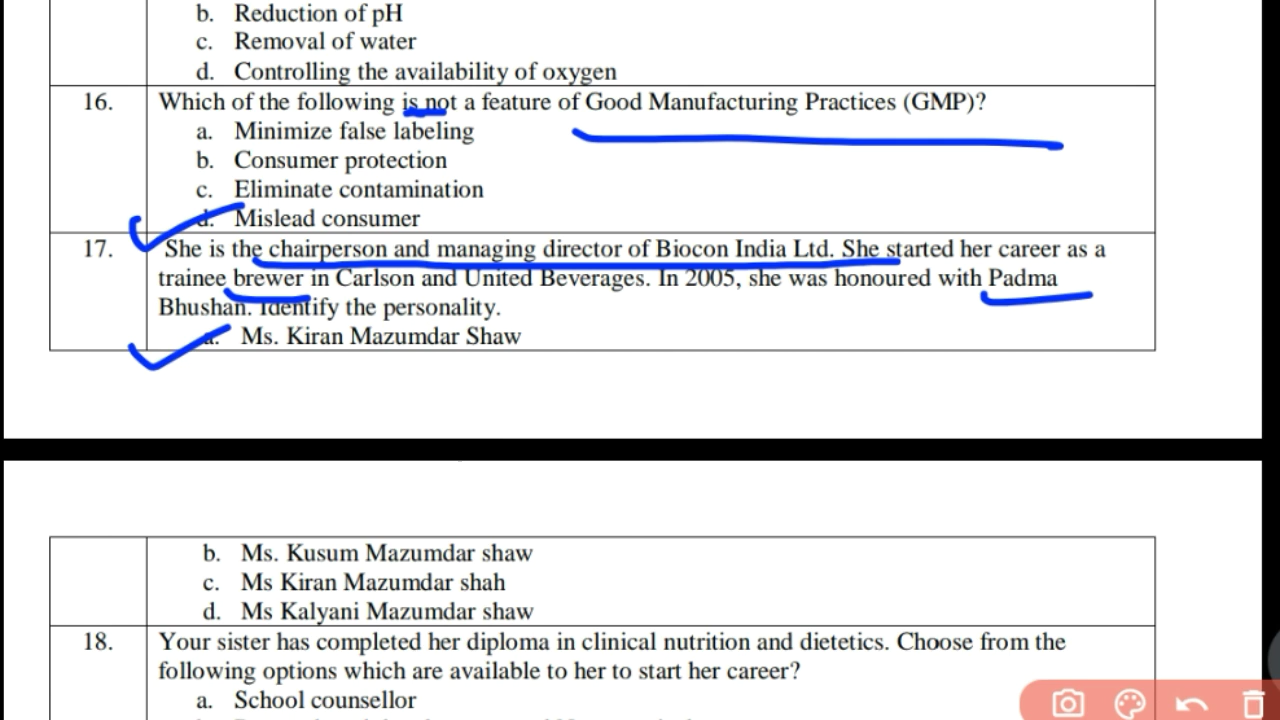 b. Reduction of pH
c. Removal of water
d. Controlling the availability of oxygen
16. Which of the following is not a feature of Good Manufacturing Practices (GMP)?
a. Minimize false labeling
b. Consumer protection
c. Eliminate contamination
d. Mislead consumer
17. She is the chairperson and managing director of Biocon India Ltd. She started her career as a
trainee brewer in Carlson and United Beverages. In 2005, she was honoured with Padma
Bhushan. Identify the personality.
a. Ms. Kiran Mazumdar Shaw
b. Ms. Kusum Mazumdar shaw
c. Ms Kiran Mazumdar shah
d. Ms Kalyani Mazumdar shaw
18. Your sister has completed her diploma in clinical nutrition and dietetics. Choose from the
following options which are available to her to start her career?
a. School counsellor